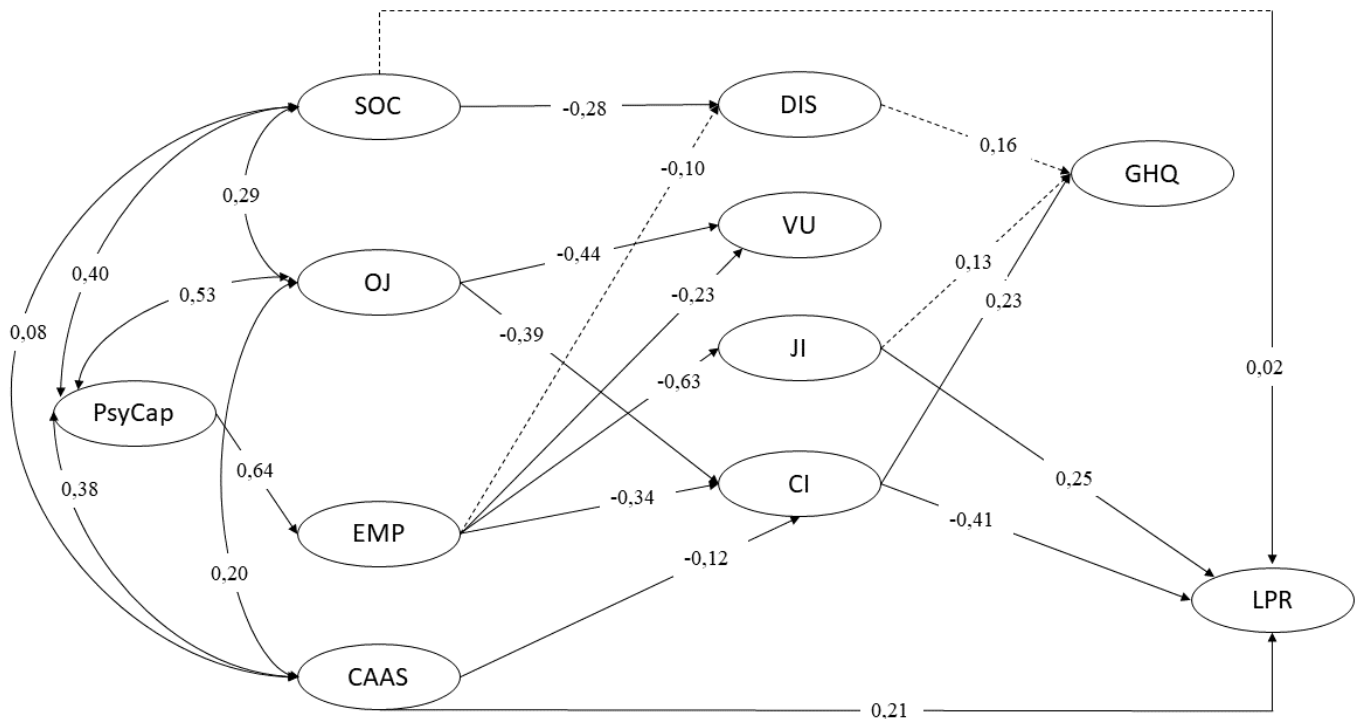 SOC
-0,28
DIS
0,16
GHQ
-0,10
0,29
VU
-0,44
0,40
OJ
0,53
0,13
-0,23
0,23
0,08
-0,39
JI
-0,63
0,02
PsyCap
0,64
0,38
-0,34
CI
0,25
-0,41
EMP
0,20
-0,12
LPR
CAAS
0,21